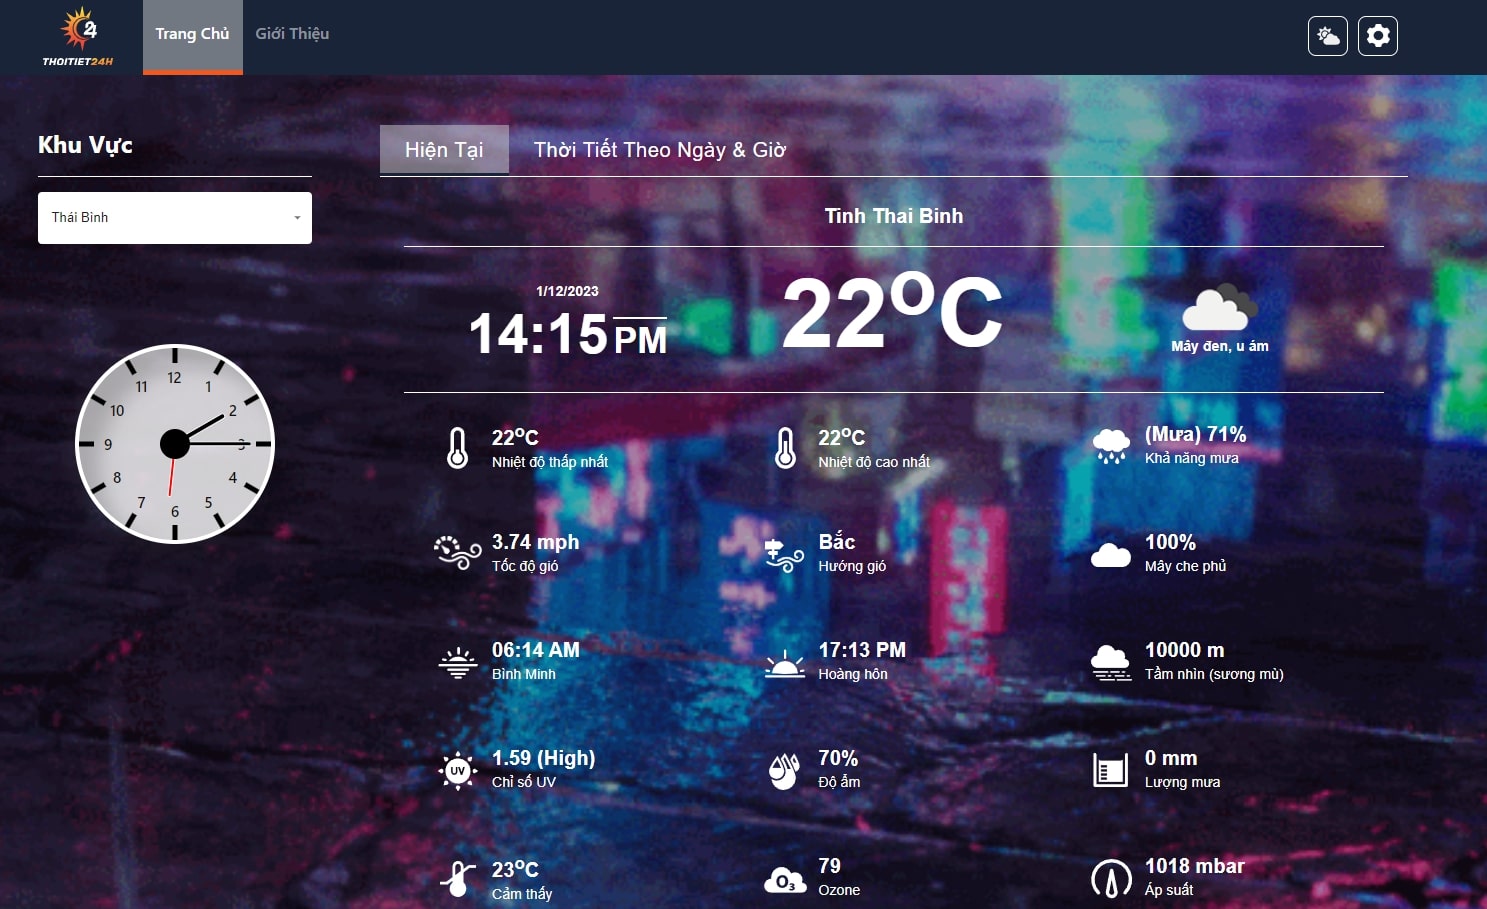 24
THOITIET24H
Trang Chủ
Giới Thiệu
Khu Vực
Thái Bình
12
1
2
3
4
5
6
7
8
9
10
11
Hiện Tại
Thời Tiết Theo Ngày & Giờ
Tinh Thai Binh
1/12/2023
14:15 PM
22°C
Mây đen, u ám
22°C
Nhiệt độ thấp nhất
22°C
Nhiệt độ cao nhất
(Mưa) 71%
Khả năng mưa
3.74 mph
Tốc độ gió
Bắc
Hướng gió
100%
Mây che phủ
06:14 AM
Bình Minh
17:13 PM
Hoàng hôn
10000 m
Tầm nhìn (sương mù)
UV
1.59 (High)
Chỉ số UV
70%
Độ ẩm
0 mm
Lượng mưa
23°C
Cảm thấy
O3
79
Ozone
1018 mbar
Áp suất